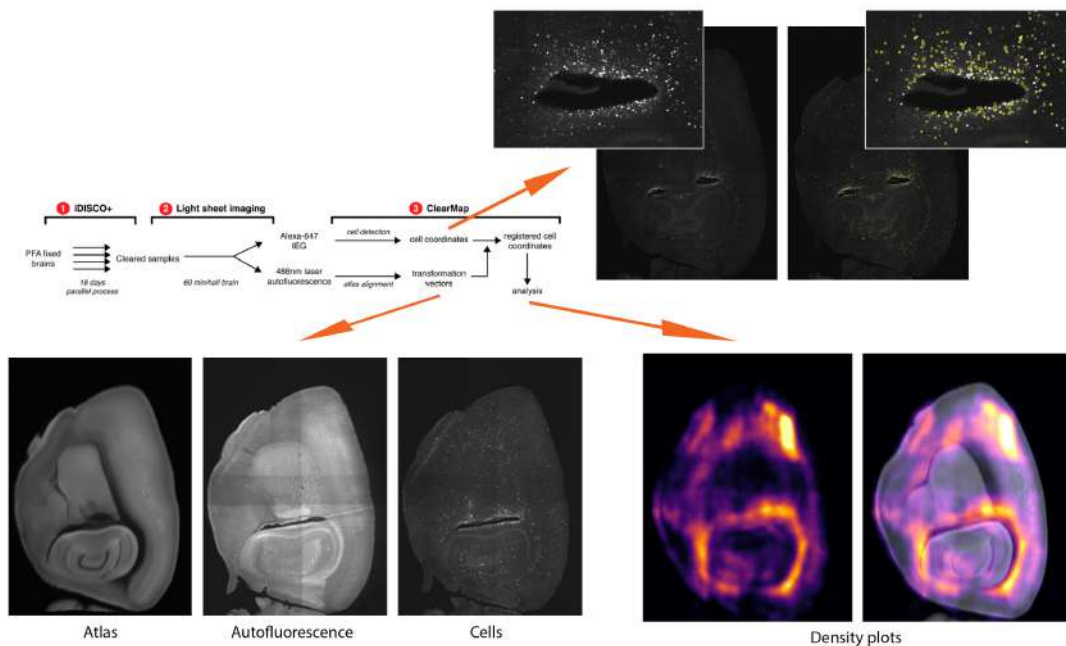 1 iDISCO+
2 Light sheet imaging
3 ClearMap
PFA fixed
brains
18 days
parallel process
Cleared samples
60 min/half brain
Alexa-647
IEG
488nm laser
autofluorescence
cell detection
atlas alignment
cell coordinates
transformation
vectors
registered cell
coordinates
analysis
Atlas
Autofluorescence
Cells
Density plots